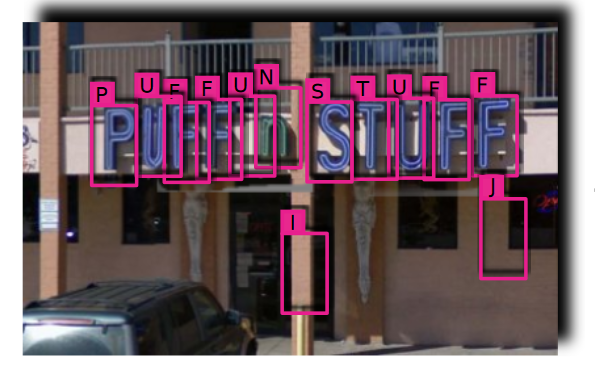 P U F F U N S T U F F
PUFF n STUFF
J
I